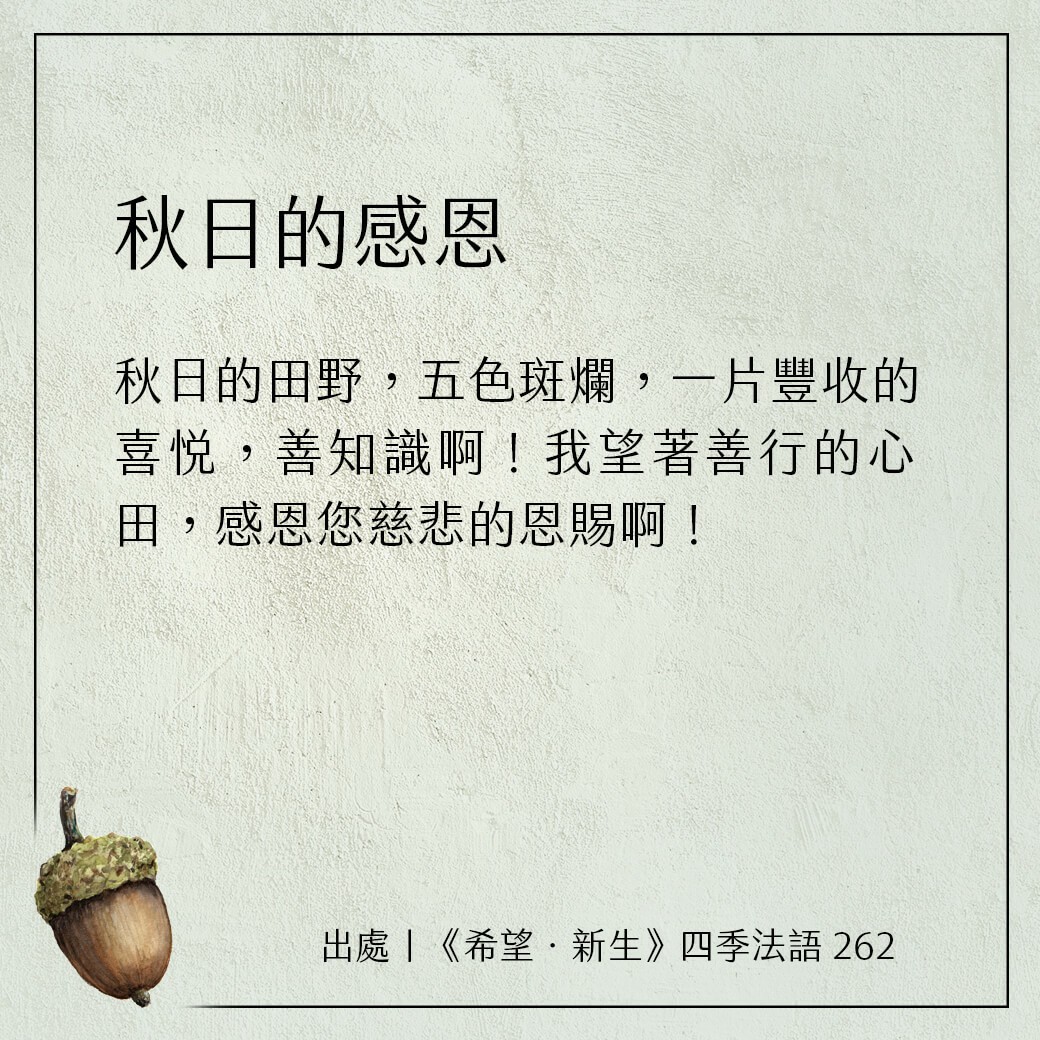 秋日的感恩
秋日的田野，五色斑斕，一片豐收的
喜悅，善知識啊！我望著善行的心
田，感恩您慈悲的恩賜啊！
出處｜《希望．新生》四季法語 262